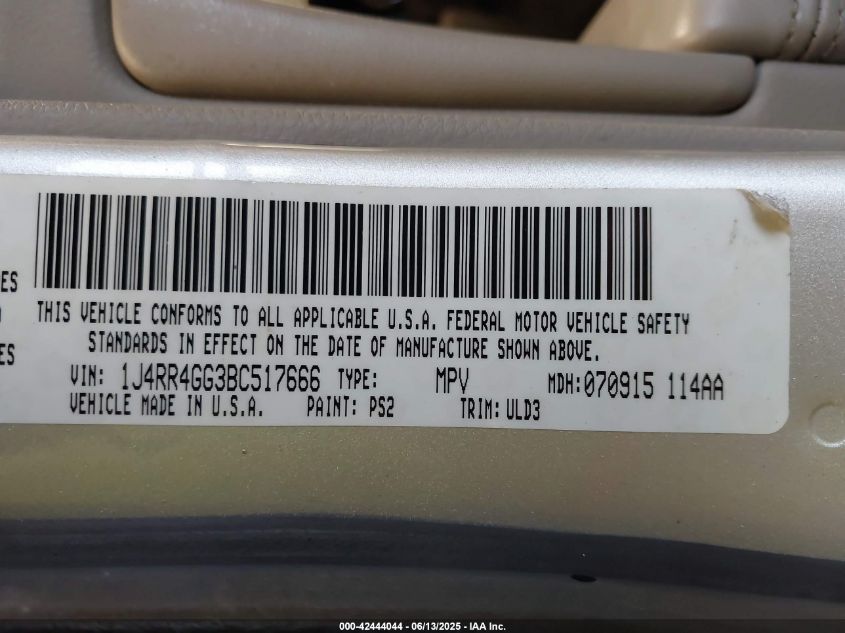 ES
THIS VEHICLE CONFORMS TO ALL APPLICABLE U.S.A. FEDERAL MOTOR VEHICLE SAFETY
STANDARDS IN EFFECT ON THE DATE OF MANUFACTURE SHOWN ABOVE.
ES
VIN: 1J4RR4GG3BC517666 TYPE: MPV MDH:070915 114AA
VEHICLE MADE IN U.S.A. PAINT: PS2 TRIM: ULD3
000-42444044 - 06/13/2025 - IAA Inc.